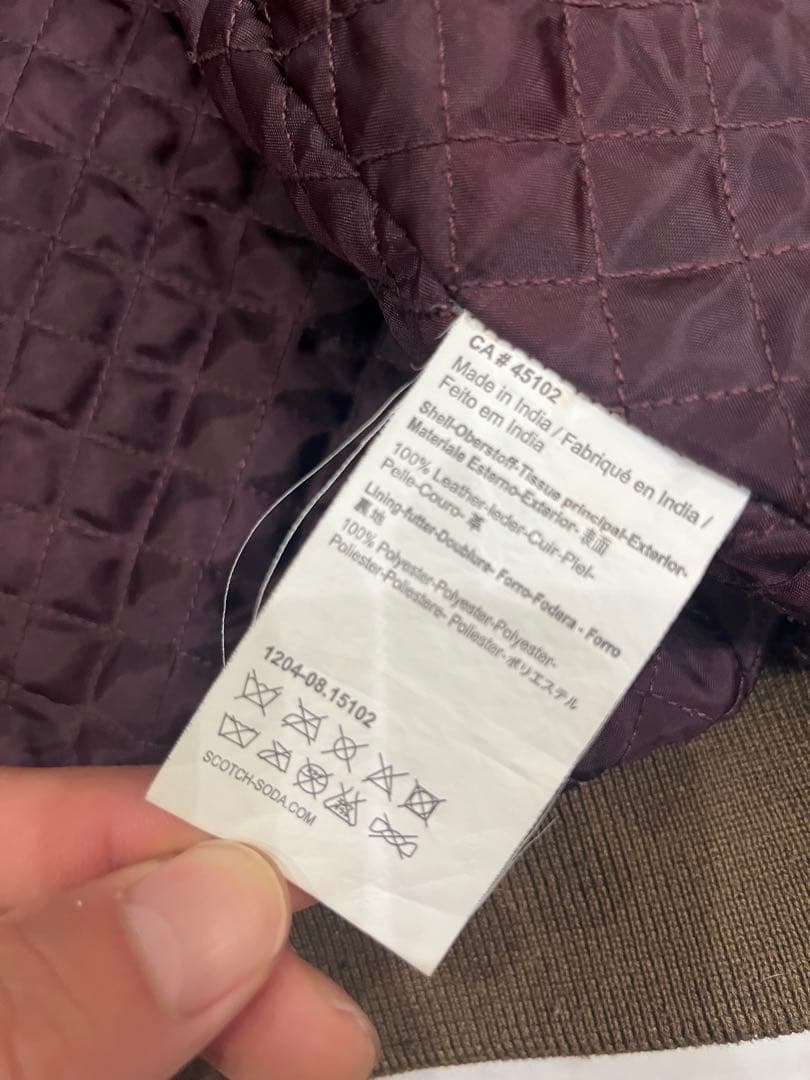 CA # 45102
Made in India / Fabriqué en India /
Feito em India
Shell-Oberstoff-Tissue principal-Exterior-
Materiale Esterno-Exterior- 表面
100% Leather-leder-Cuir-Piel-
Pelle-Couro- 革
Lining-futter-Doublure- Forro-Fodera - Forro
裏地
100% Polyester-Polyester-Polyester-
Poliester-Poliestere- Poliester-ポリエステル
1204-08.15102
SCOTCH-SODA.COM